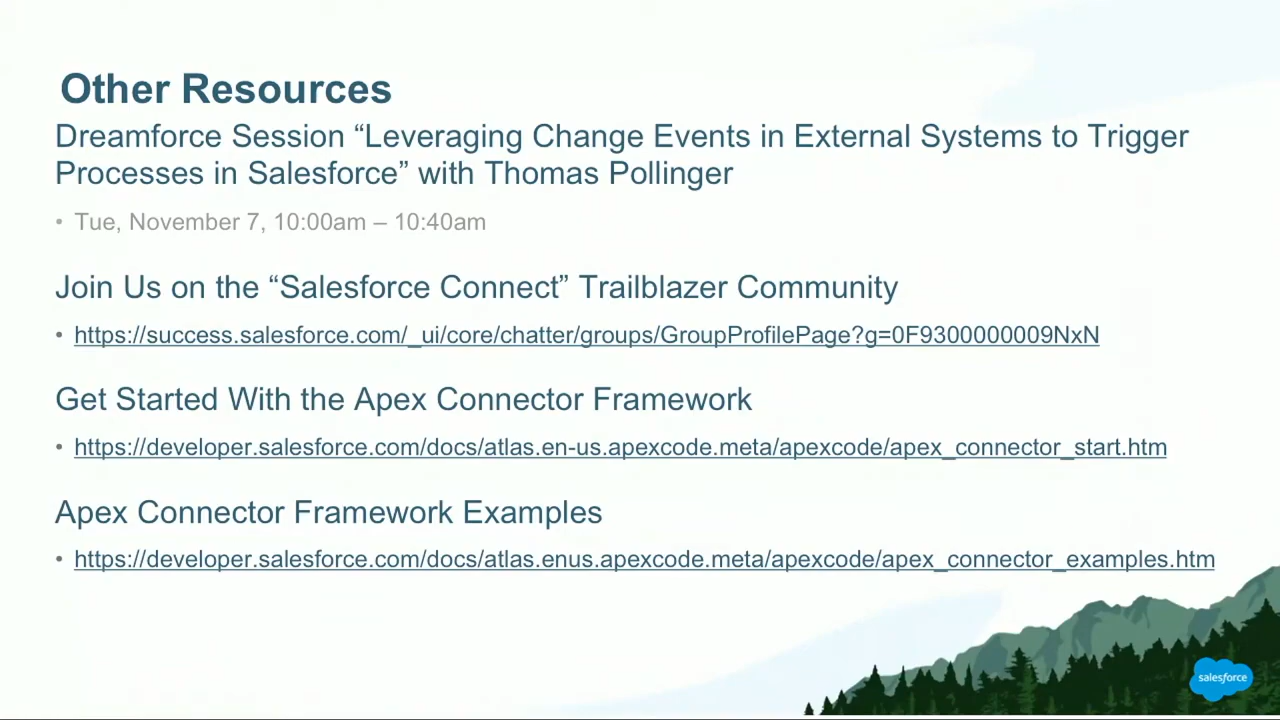 Other Resources
Dreamforce Session “Leveraging Change Events in External Systems to Trigger
Processes in Salesforce” with Thomas Pollinger
• Tue, November 7, 10:00am – 10:40am
Join Us on the “Salesforce Connect” Trailblazer Community
• https://success.salesforce.com/_ui/core/chatter/groups/GroupProfilePage?g=0F9300000009NxN
Get Started With the Apex Connector Framework
• https://developer.salesforce.com/docs/atlas.en-us.apexcode.meta/apexcode/apex_connector_start.htm
Apex Connector Framework Examples
• https://developer.salesforce.com/docs/atlas.enus.apexcode.meta/apexcode/apex_connector_examples.htm
salesforce